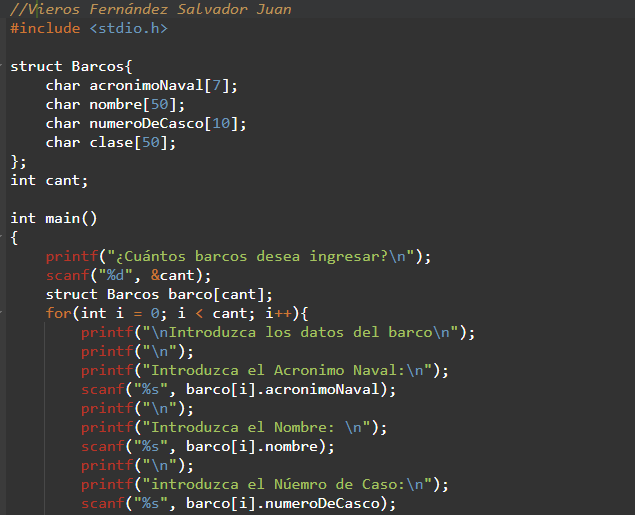 //Vieros Fernández Salvador Juan
#include <stdio.h>
struct Barcos{
char acronimoNaval[7];
char nombre[50];
char numeroDeCasco[10];
char clase[50];
};
int cant;
int main()
{
printf("¿Cuántos barcos desea ingresar?\n");
scanf("%d", &cant);
struct Barcos barco[cant];
for(int i = 0; i < cant; i++){
printf("\nIntroduzca los datos del barco\n");
printf("\n");
printf("Introduzca el Acronimo Naval:\n");
scanf("%s", barco[i].acronimoNaval);
printf("\n");
printf("Introduzca el Nombre: \n");
scanf("%s", barco[i].nombre);
printf("\n");
printf("introduzca el Núemro de Caso:\n");
scanf("%s", barco[i].numeroDeCasco);